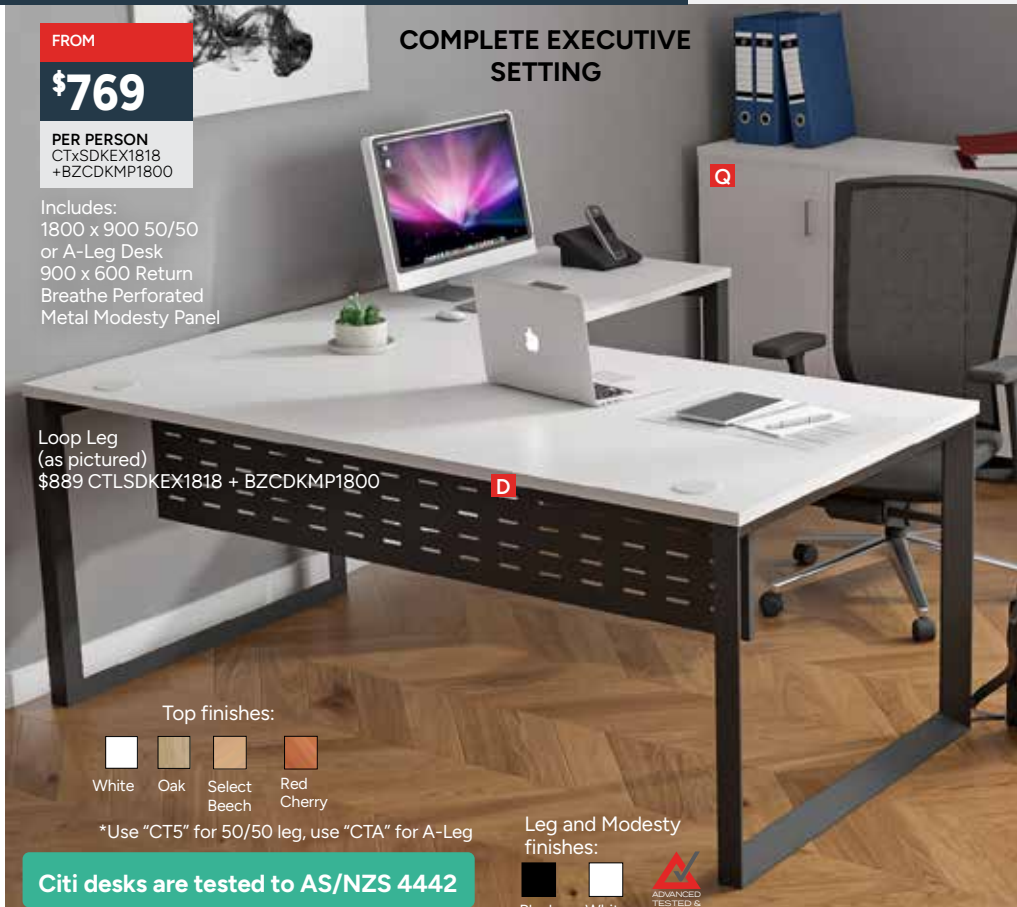 FROM
$769
PER PERSON
CTxSDKEX1818
+BZCDKMP1800
COMPLETE EXECUTIVE
SETTING
Includes:
1800 x 900 50/50
or A-Leg Desk
900 x 600 Return
Breathe Perforated
Metal Modesty Panel
Q
Loop Leg
(as pictured)
$889 CTLSDKEX1818 + BZCDKMP1800
D
Top finishes:
White
Oak
Select
Beech
Red
Cherry
*Use “CT5” for 50/50 leg, use “CTA” for A-Leg
Citi desks are tested to AS/NZS 4442
Leg and Modesty
finishes:
ADVANCED
TESTED &